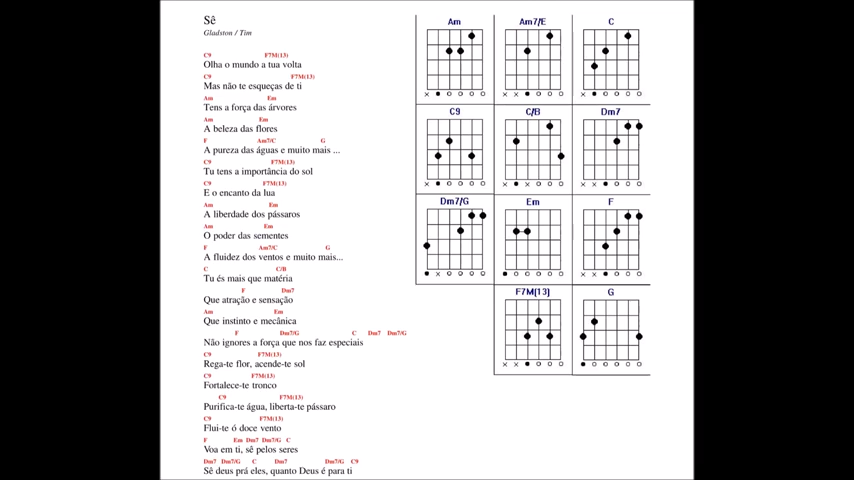 Sê
Gladston / Tim
C9 F7M(13)
Olha o mundo a tua volta
C9 F7M(13)
Mas não te esqueças de ti
Am Em
Tens a força das árvores
Am Em
A beleza das flores
F Am7/C G
A pureza das águas e muito mais ...
C9 F7M(13)
Tu tens a importância do sol
C9 F7M(13)
E o encanto da lua
Am Em
A liberdade dos pássaros
Am Em
O poder das sementes
F Am7/C G
A fluidez dos ventos e muito mais...
C C/B
Tu és mais que matéria
F Dm7
Que atração e sensação
Am Em
Que instinto e mecânica
F Dm7/G C Dm7 Dm7/G
Não ignores a força que nos faz especiais
C9 F7M(13)
Rega-te flor, acende-te sol
C9 F7M(13)
Fortalece-te tronco
C9 F7M(13)
Purifica-te água, liberta-te pássaro
C9 F7M(13)
Flui-te ó doce vento
F Em Dm7 Dm7/G C
Voa em ti, sê pelos seres
Dm7 Dm7/G C Dm7 Dm7/G C9
Sê deus prá eles, quanto Deus é para ti
Am Am7/E C
X O O O O X X O O O X O O O O
C9 C/B Dm7
X O O O O O X O O O X X O O O
Dm7/G Em F
X O O O O O O O O O X X O O O
F7M(13) G
X X O O O O O O O O